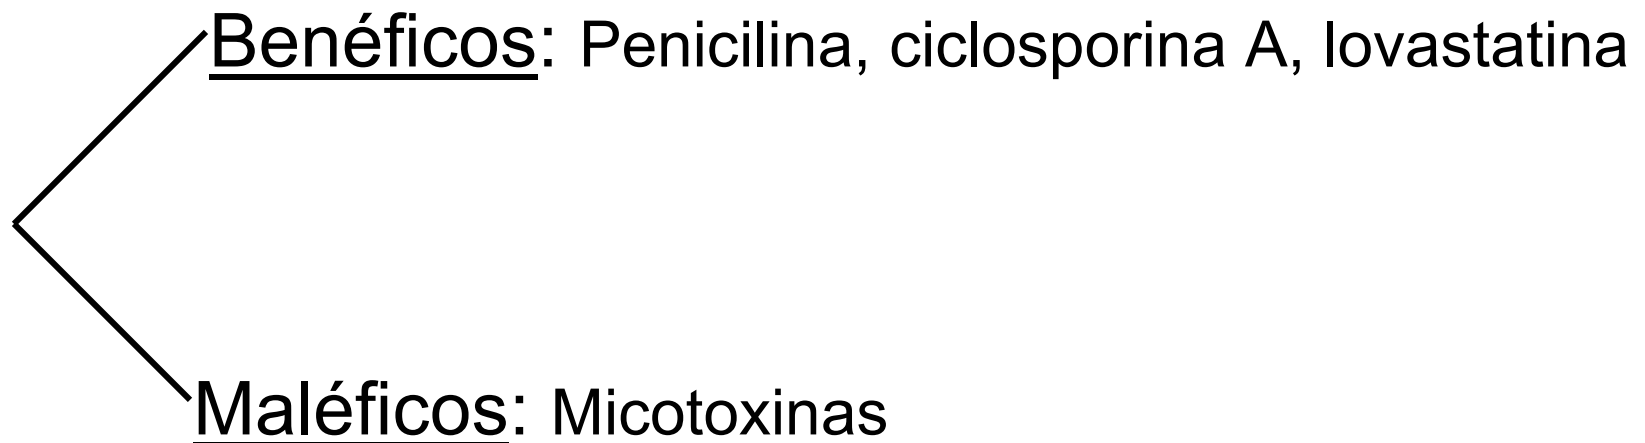 Benéficos: Penicilina, ciclosporina A, lovastatina
Maléficos: Micotoxinas